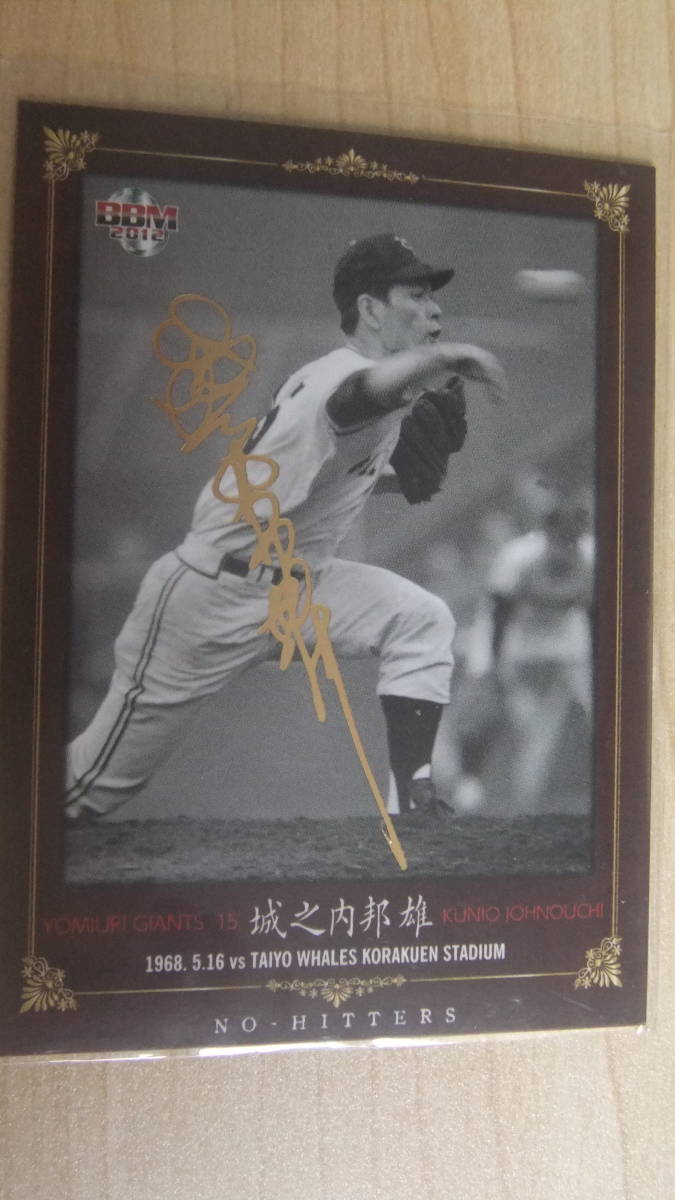 BBM
2012
YOMIURI GIANTS 15 城之内邦雄 KUNIO JOHNOUCHI
1968. 5.16 vs TAIYO WHALES KORAKUEN STADIUM
NO-HITTERS